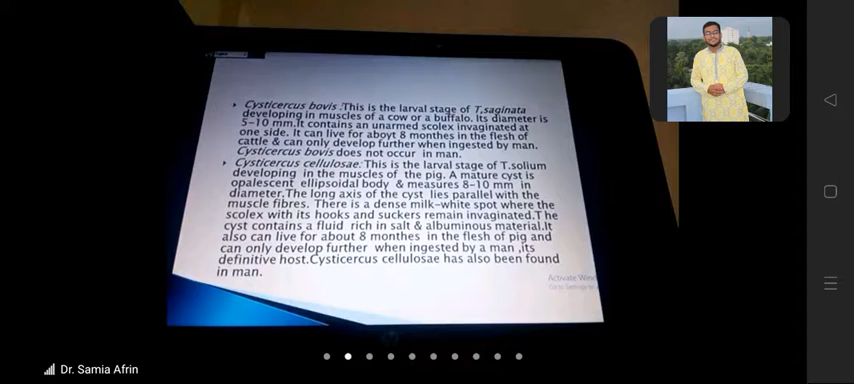 Cysticercus bovis :This is the larval stage of T,saginata
developing in muscles of a cow or a buffalo. Its diameter is
5-10 mm.It contains an unarmed scolex invaginated at
one side. It can live for aboyt 8 monthes in the flesh of
cattle & can only develop further when ingested by man.
Cysticercus bovis does not occur in man.
Cysticercus cellulosae: This is the larval stage of T.solium
developing in the muscles of the pig. A mature cyst is
opalescent ellipsoidal body & measures 8-10 mm in
diameter.The long axis of the cyst lies parallel with the
muscle fibres. There is a dense milk-white spot where the
scolex with its hooks and suckers remain invaginated.The
cyst contains a fluid rich in salt & albuminous material.It
also can live for about 8 monthes in the flesh of pig and
can only develop further when ingested by a man ,its
definitive host.Cysticercus cellulosae has also been found
in man.
Activate Wind
Go to Settings to
Dr. Samia Afrin